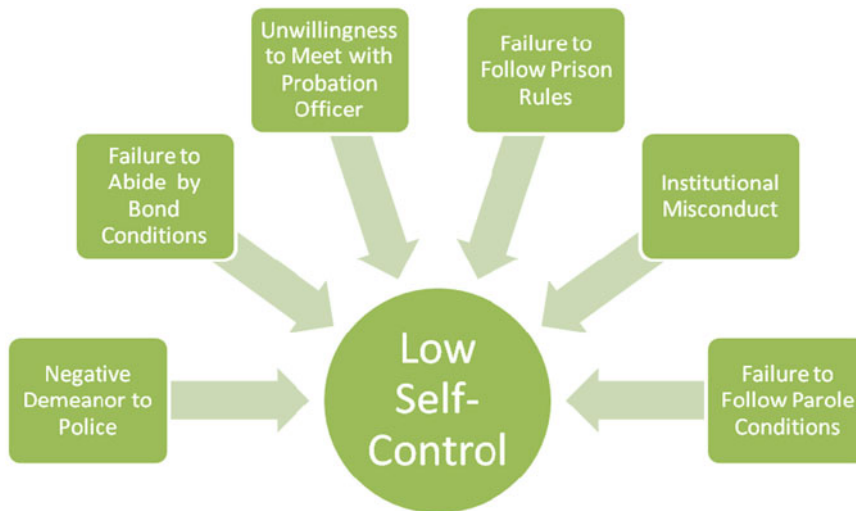 Unwillingness
to Meet with
Probation
Officer
Failure to
Follow Prison
Rules
Failure to
Abide by
Bond
Conditions
Institutional
Misconduct
Negative
Demeanor to
Police
Low
Self-
Control
Failure to
Follow Parole
Conditions